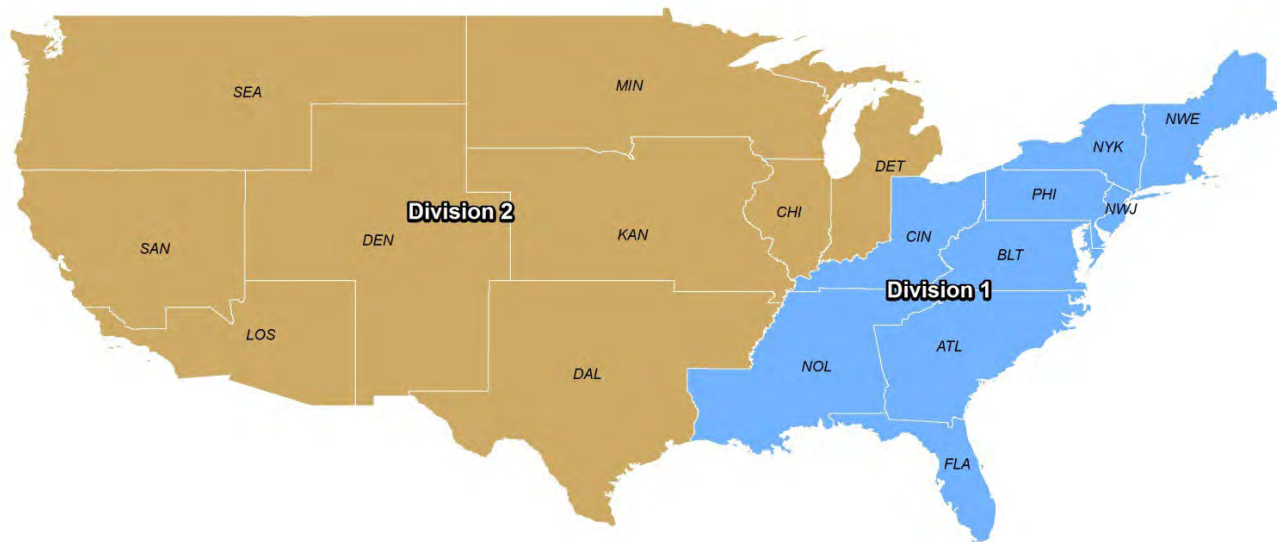 SEA
MIN
NWE
NYK
DET
PHI
CHI
NWJ
Division 2
CIN
DEN
KAN
SAN
BLT
Division 1
LOS
ATL
NOL
DAL
FLA